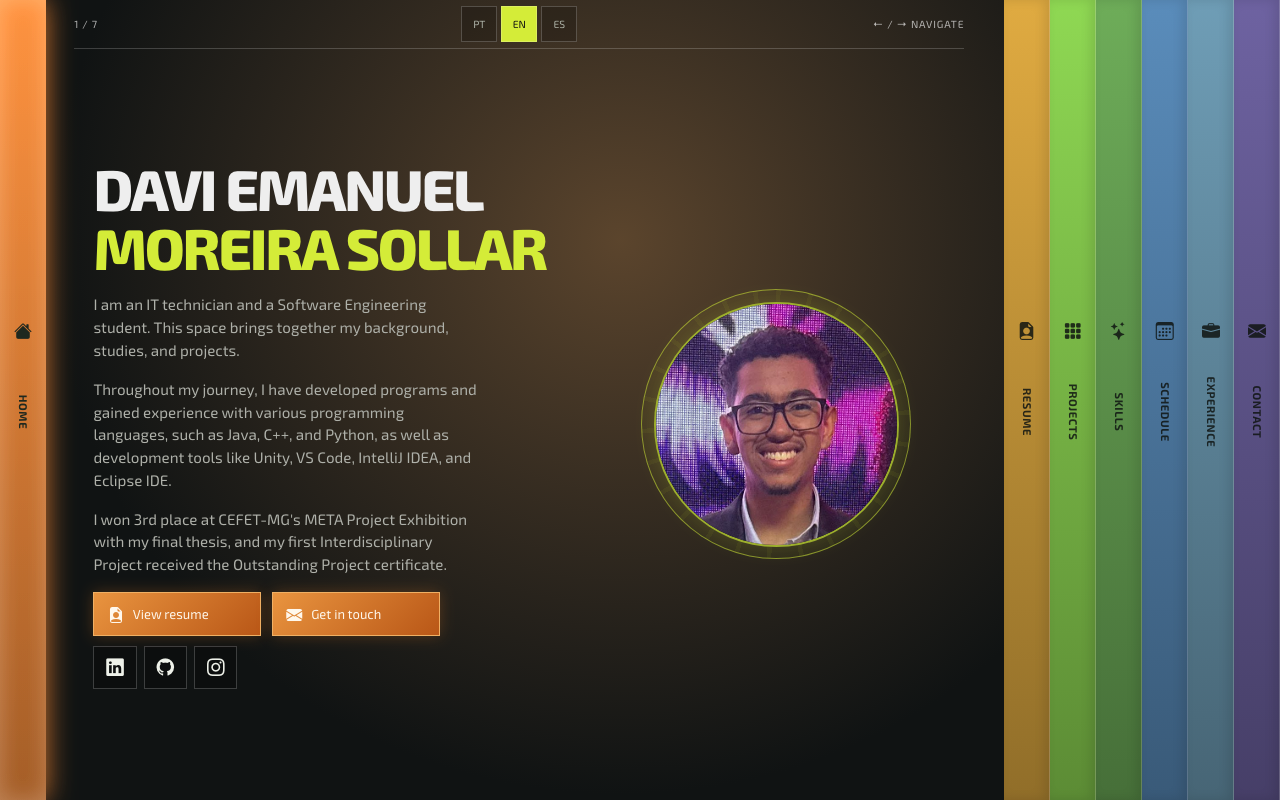 1 / 7
PT
EN
ES
← / → NAVIGATE
DAVI EMANUEL
MOREIRA SOLLAR
I am an IT technician and a Software Engineering
student. This space brings together my background,
studies, and projects.
Throughout my journey, I have developed programs and
gained experience with various programming
languages, such as Java, C++, and Python, as well as
development tools like Unity, VS Code, IntelliJ IDEA, and
Eclipse IDE.
I won 3rd place at CEFET-MG's META Project Exhibition
with my final thesis, and my first Interdisciplinary
Project received the Outstanding Project certificate.
View resume
Get in touch
HOME
RESUME
PROJECTS
SKILLS
SCHEDULE
EXPERIENCE
CONTACT